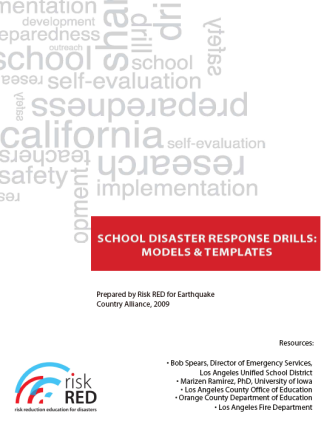 mentation
development
eparedness
outreach
school
shal
drill
dri
safety
school
resea
self-evaluation
safety
preparedness
california
self-evaluation
teachers
research
safety
implementation
res
opment
SCHOOL DISASTER RESPONSE DRILLS:
MODELS & TEMPLATES
Prepared by Risk RED for Earthquake
Country Alliance, 2009
Resources:
• Bob Spears, Director of Emergency Services,
Los Angeles Unified School District
• Marizen Ramirez, PhD, University of Iowa
• Los Angeles County Office of Education
• Orange County Department of Education
• Los Angeles Fire Department
risk
RED
risk reduction education for disasters